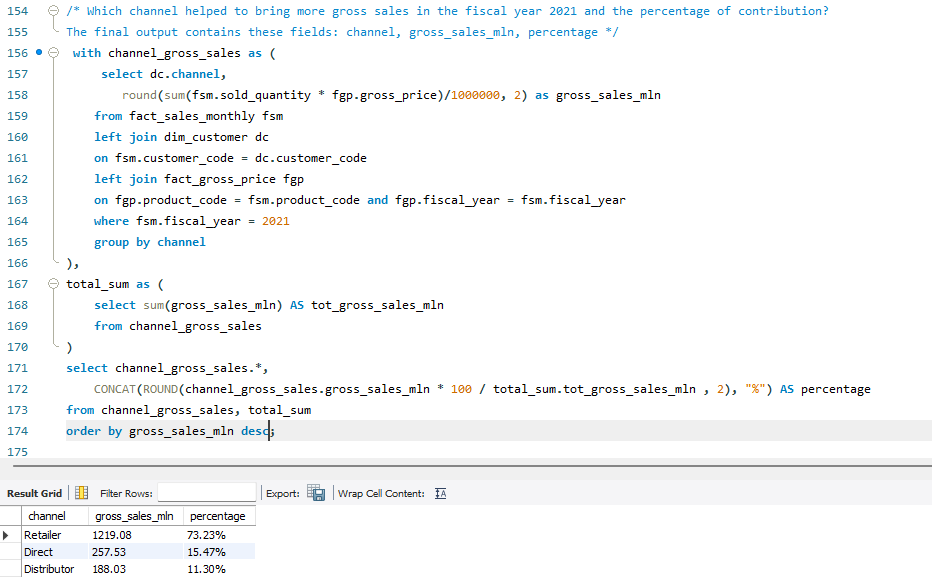 154 /* Which channel helped to bring more gross sales in the fiscal year 2021 and the percentage of contribution?
155 The final output contains these fields: channel, gross_sales_mln, percentage */
156 with channel_gross_sales as (
157 select dc.channel,
158 round(sum(fsm.sold_quantity * fgp.gross_price)/1000000, 2) as gross_sales_mln
159 from fact_sales_monthly fsm
160 left join dim_customer dc
161 on fsm.customer_code = dc.customer_code
162 left join fact_gross_price fgp
163 on fgp.product_code = fsm.product_code and fgp.fiscal_year = fsm.fiscal_year
164 where fsm.fiscal_year = 2021
165 group by channel
166 ),
167 total_sum as (
168 select sum(gross_sales_mln) AS tot_gross_sales_mln
169 from channel_gross_sales
170 )
171 select channel_gross_sales.*,
172 CONCAT(ROUND(channel_gross_sales.gross_sales_mln * 100 / total_sum.tot_gross_sales_mln , 2), "%") AS percentage
173 from channel_gross_sales, total_sum
174 order by gross_sales_mln desc;
175
Result Grid Filter Rows: Export: Wrap Cell Content: IA
channel gross_sales_mln percentage
Retailer 1219.08 73.23%
Direct 257.53 15.47%
Distributor 188.03 11.30%